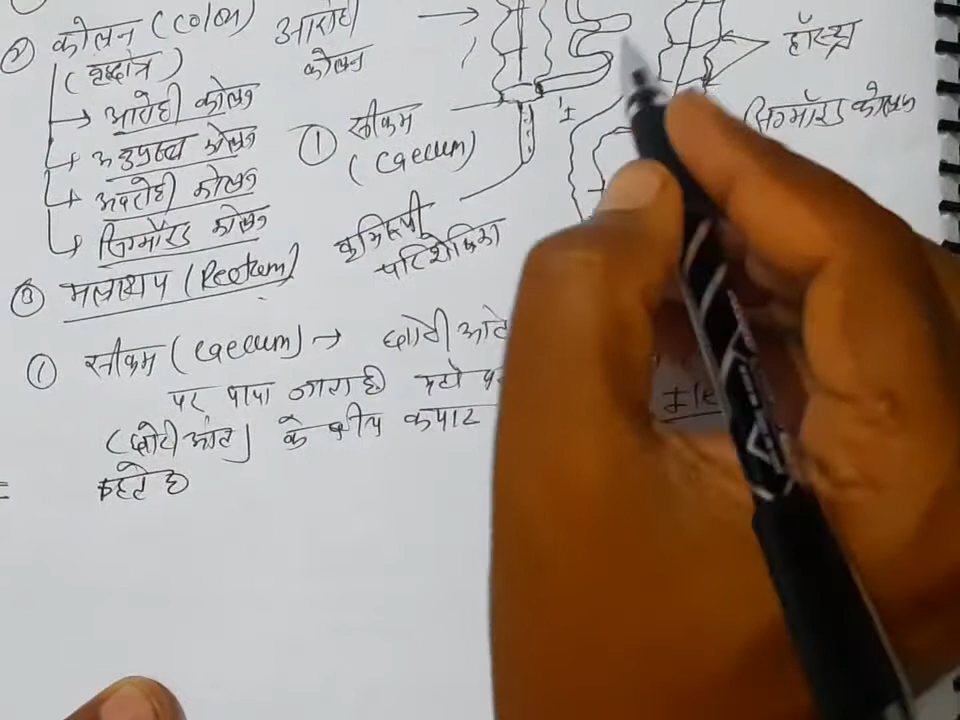 ② कोलन (colon)
(वृहदांत्र)
आरोही कोलन
अनुप्रस्थ कोलन
अवरोही कोलन
सिग्मॉइड कोलन
③ मलाशय (Rectum)
आरोही
कोलन
① सीकम
(Caecum)
कृमिरूपी
परिशेषिका
हॉस्ट्रा
सिग्मॉइड कोलन
① सीकम (Caecum) → छोटी आंत
पर पाया जाता है
(छोटी आंत) के बीच कपाट
कहते है